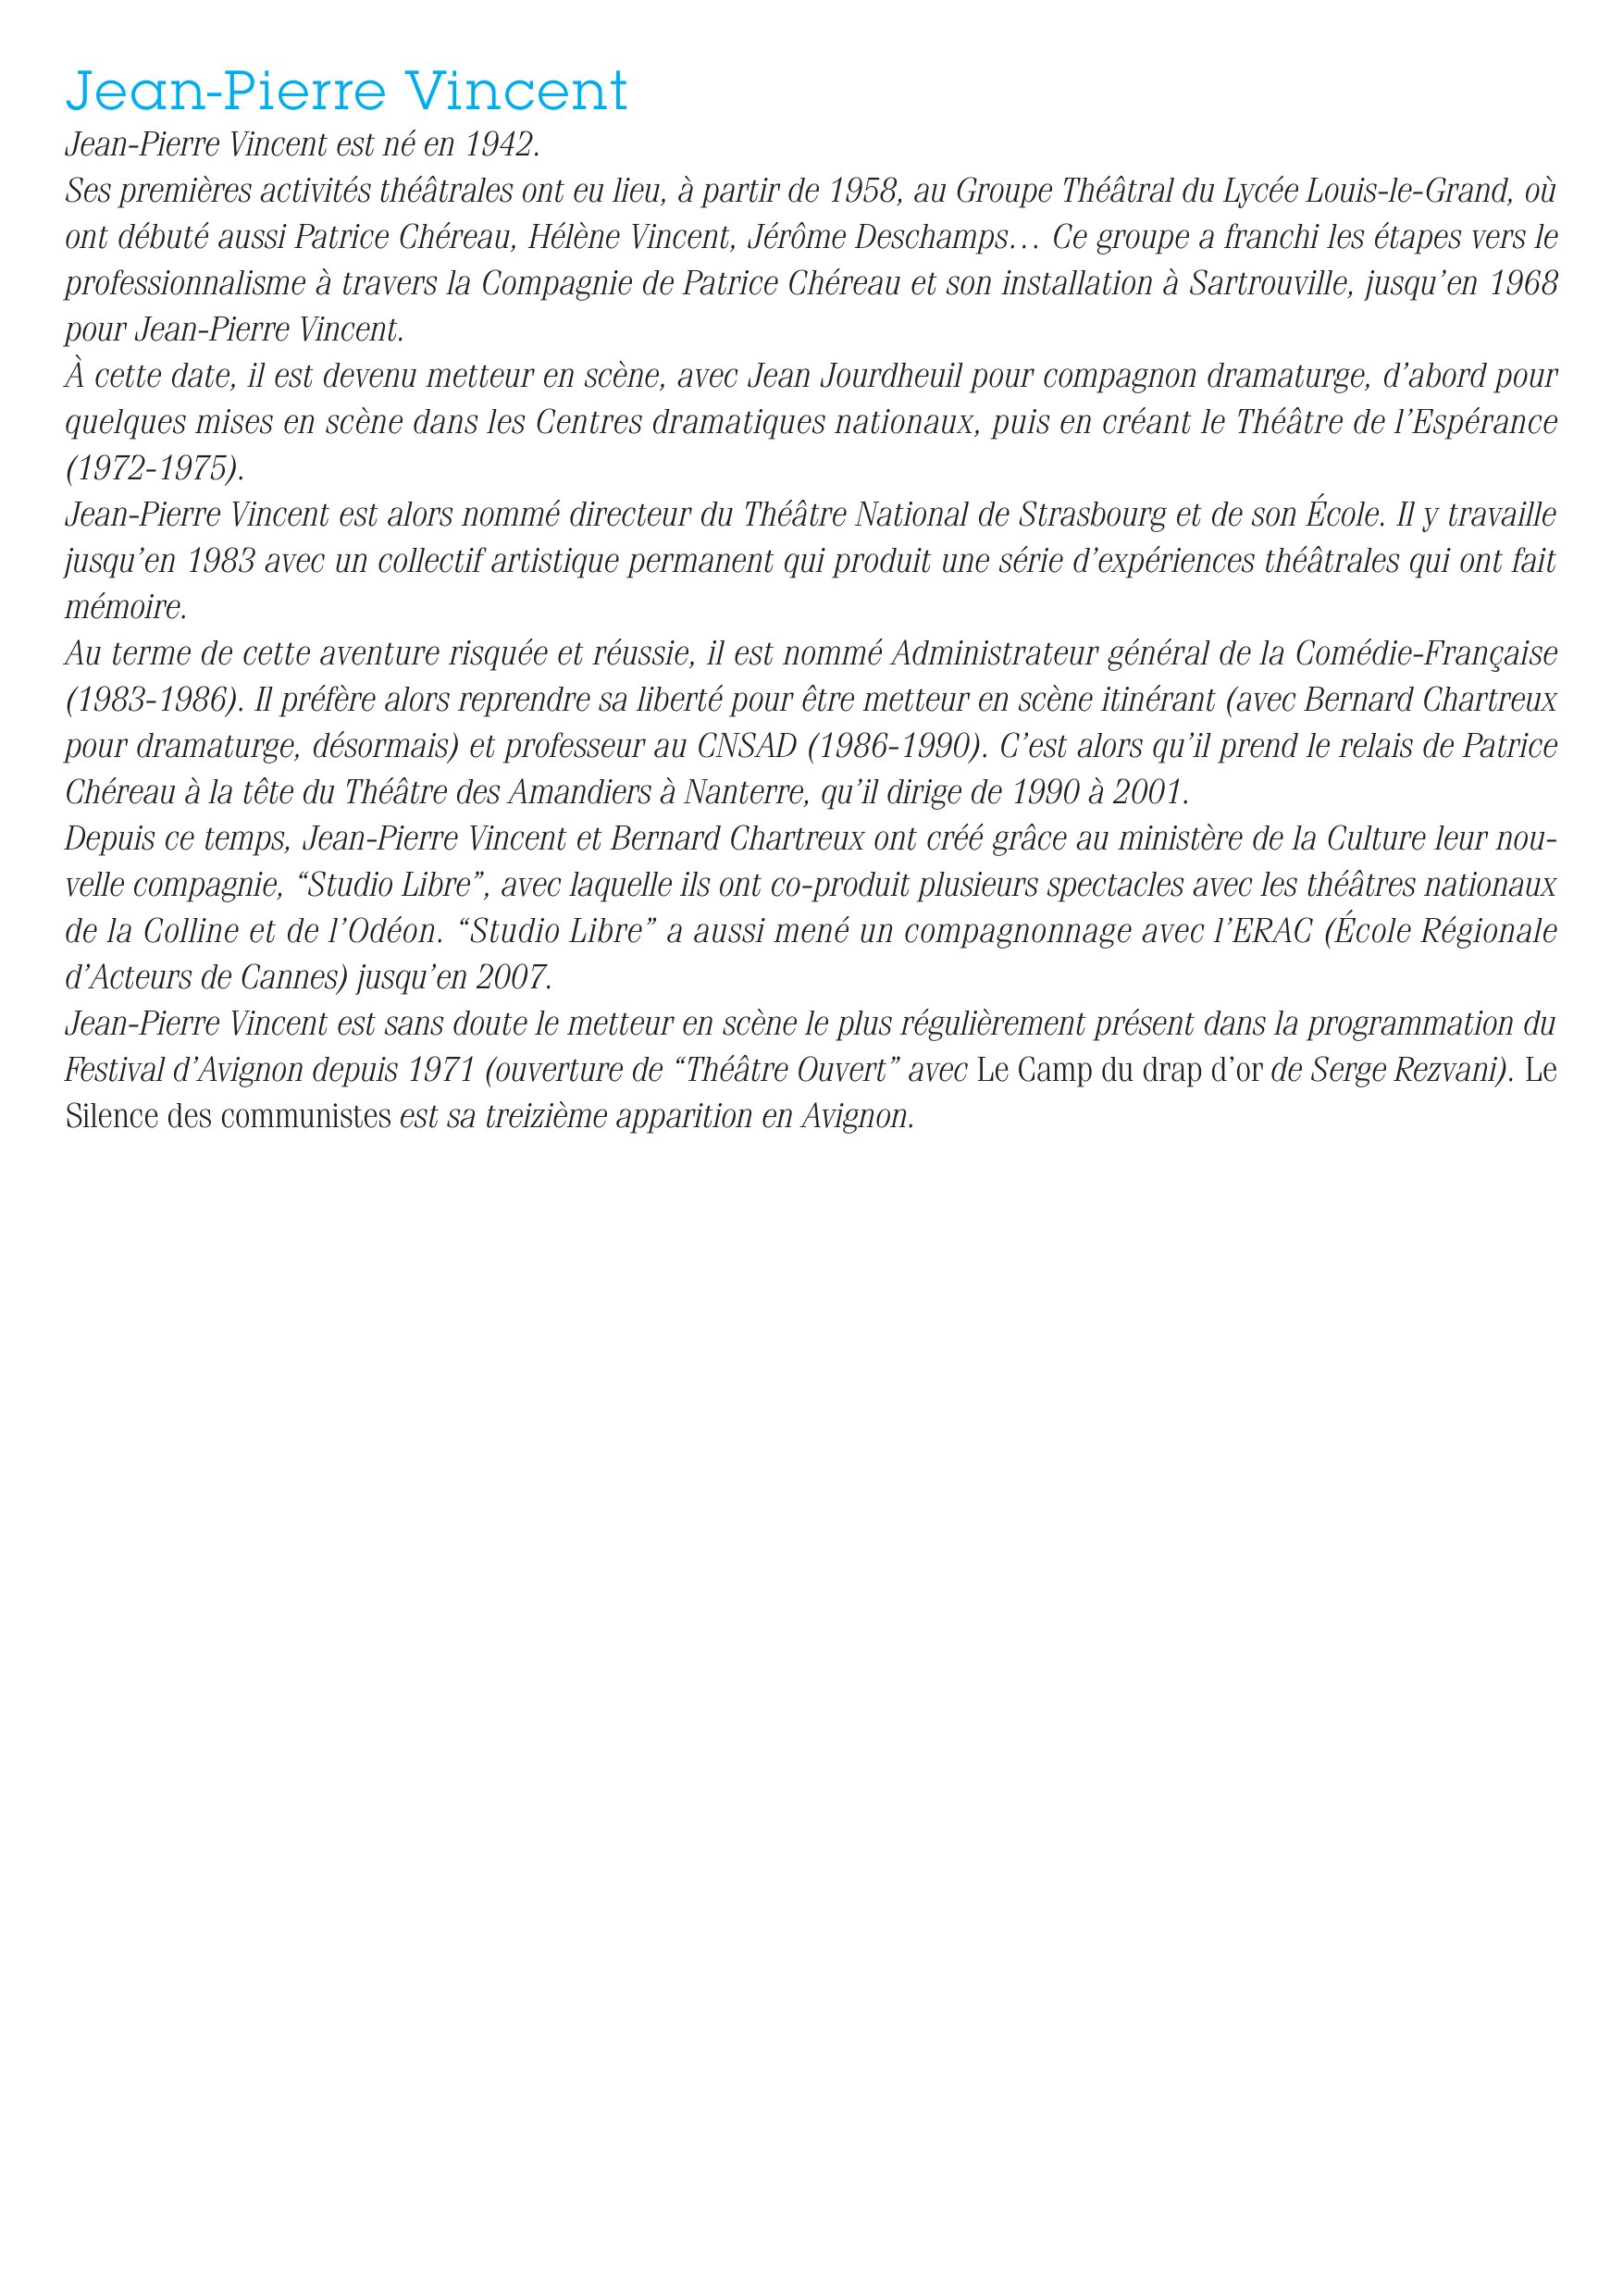 Jean-Pierre Vincent
Jean-Pierre Vincent est né en 1942.
Ses premières activités théâtrales ont eu lieu, à partir de 1958, au Groupe Théâtral du Lycée Louis-le-Grand, où
ont débuté aussi Patrice Chéreau, Hélène Vincent, Jérôme Deschamps… Ce groupe a franchi les étapes vers le
professionnalisme à travers la Compagnie de Patrice Chéreau et son installation à Sartrouville, jusqu’en 1968
pour Jean-Pierre Vincent.
À cette date, il est devenu metteur en scène, avec Jean Jourdheuil pour compagnon dramaturge, d’abord pour
quelques mises en scène dans les Centres dramatiques nationaux, puis en créant le Théâtre de l’Espérance
(1972-1975).
Jean-Pierre Vincent est alors nommé directeur du Théâtre National de Strasbourg et de son École. Il y travaille
jusqu’en 1983 avec un collectif artistique permanent qui produit une série d’expériences théâtrales qui ont fait
mémoire.
Au terme de cette aventure risquée et réussie, il est nommé Administrateur général de la Comédie-Française
(1983-1986). Il préfère alors reprendre sa liberté pour être metteur en scène itinérant (avec Bernard Chartreux
pour dramaturge, désormais) et professeur au CNSAD (1986-1990). C’est alors qu’il prend le relais de Patrice
Chéreau à la tête du Théâtre des Amandiers à Nanterre, qu’il dirige de 1990 à 2001.
Depuis ce temps, Jean-Pierre Vincent et Bernard Chartreux ont créé grâce au ministère de la Culture leur nou-
velle compagnie, “Studio Libre”, avec laquelle ils ont co-produit plusieurs spectacles avec les théâtres nationaux
de la Colline et de l’Odéon. “Studio Libre” a aussi mené un compagnonnage avec l’ERAC (École Régionale
d’Acteurs de Cannes) jusqu’en 2007.
Jean-Pierre Vincent est sans doute le metteur en scène le plus régulièrement présent dans la programmation du
Festival d’Avignon depuis 1971 (ouverture de “Théâtre Ouvert” avec Le Camp du drap d’or de Serge Rezvani). Le
Silence des communistes est sa treizième apparition en Avignon.